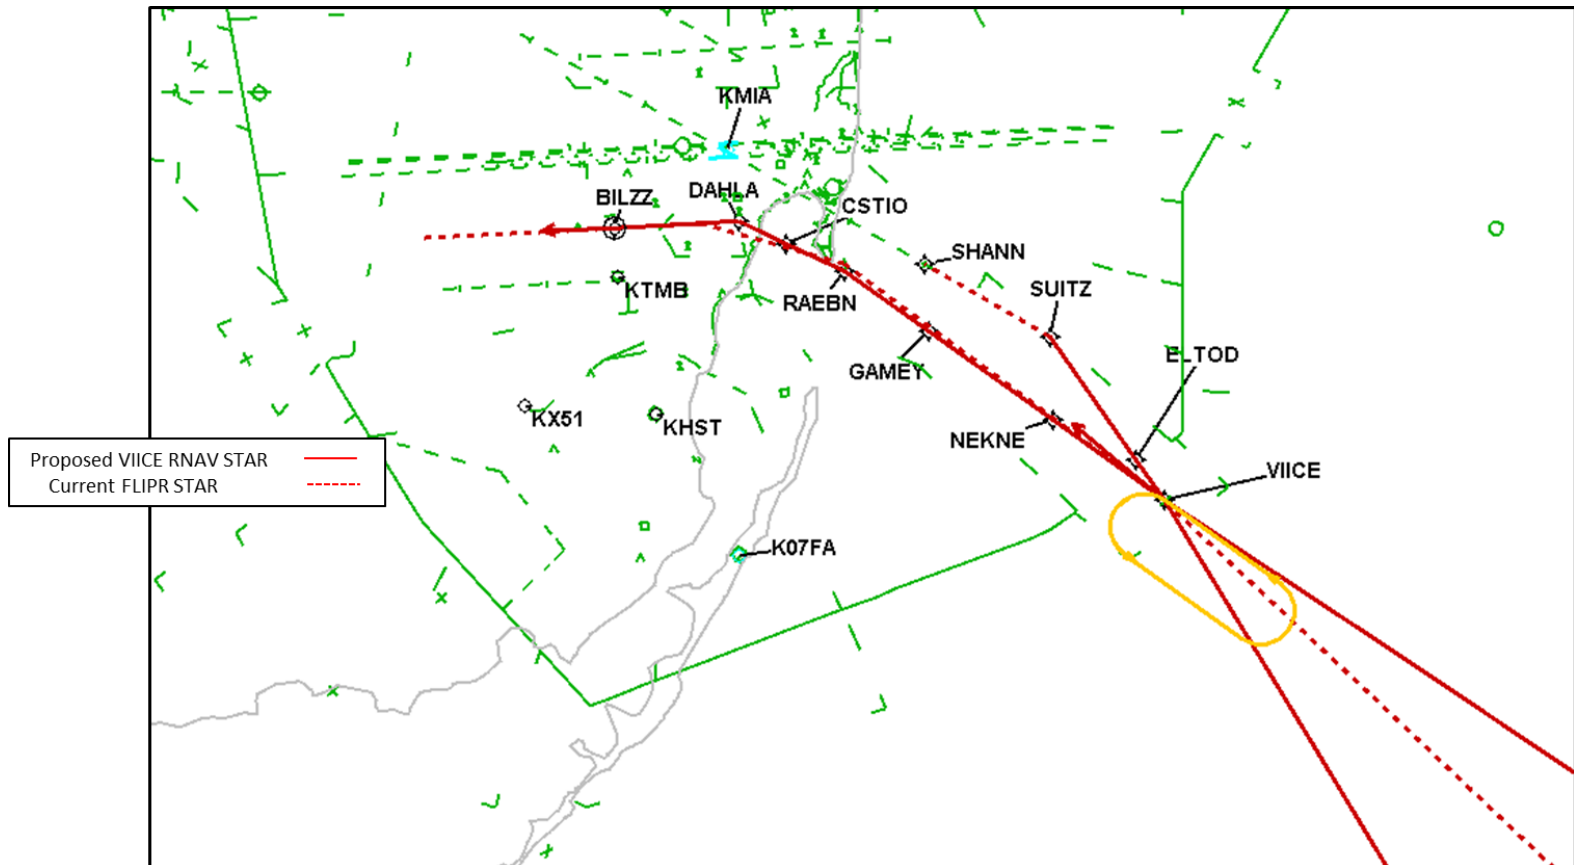 KMIA
BILZZ
DAHLA
CSTIO
SHANN
KTMB
RAEBN
SUITZ
GAMEY
E_TOD
KX51
KHST
NEKNE
Proposed VIICE RNAV STAR
Current FLIPR STAR
VIICE
K07FA